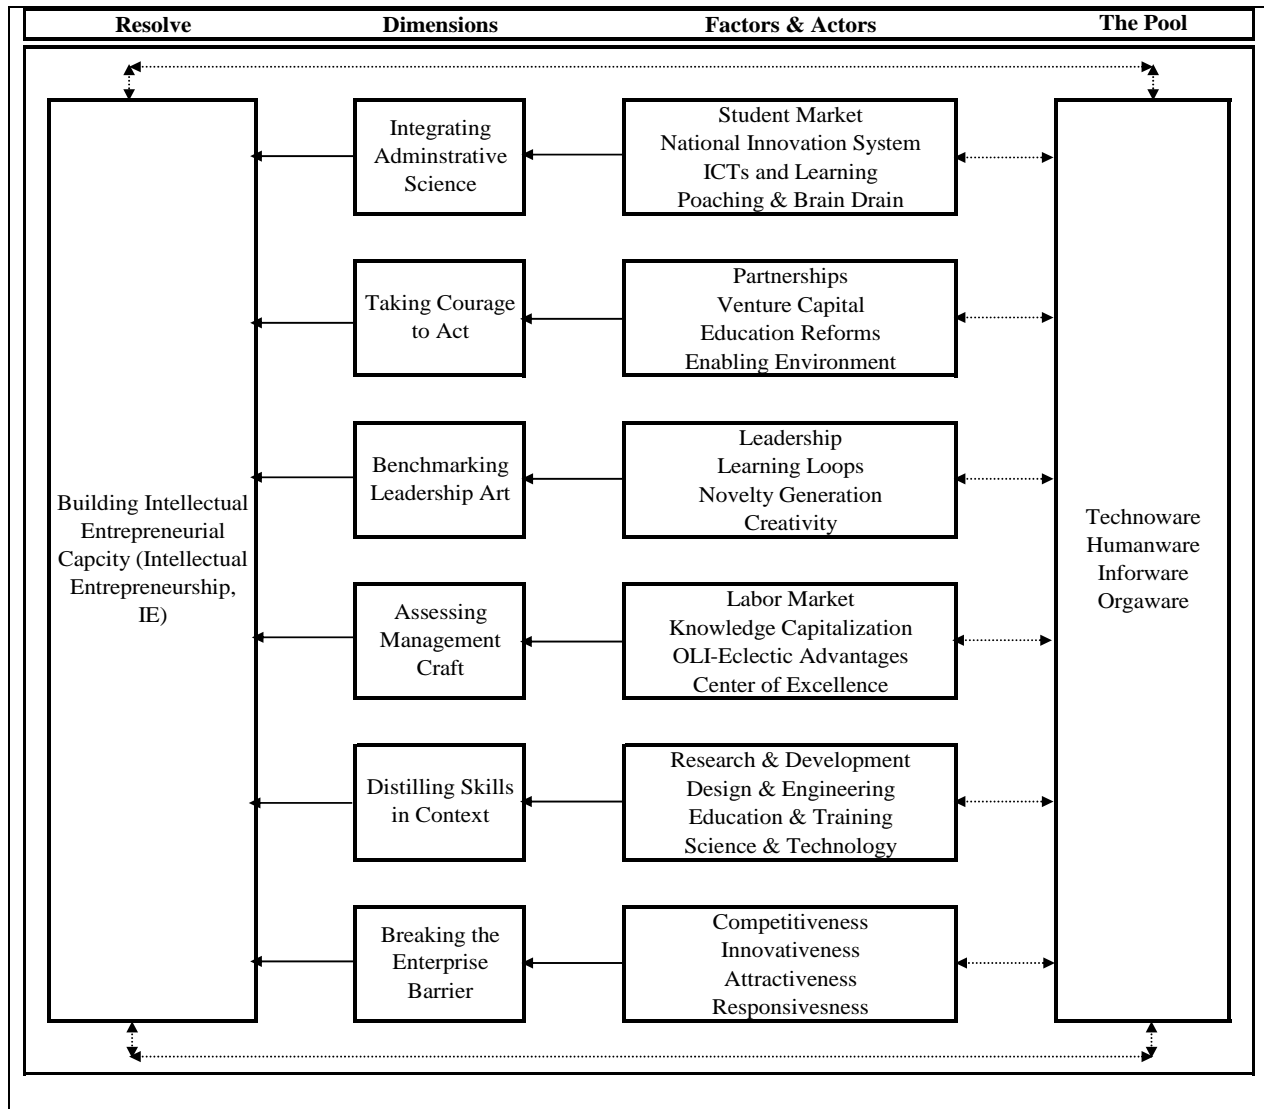 Resolve
Dimensions
Factors & Actors
The Pool
Building Intellectual
Entrepreneurial
Capcity (Intellectual
Entrepreneurship,
IE)
Integrating
Adminstrative
Science
Student Market
National Innovation System
ICTs and Learning
Poaching & Brain Drain
Taking Courage
to Act
Partnerships
Venture Capital
Education Reforms
Enabling Environment
Benchmarking
Leadership Art
Leadership
Learning Loops
Novelty Generation
Creativity
Assessing
Management
Craft
Labor Market
Knowledge Capitalization
OLI-Eclectic Advantages
Center of Excellence
Distilling Skills
in Context
Research & Development
Design & Engineering
Education & Training
Science & Technology
Breaking the
Enterprise
Barrier
Competitiveness
Innovativeness
Attractiveness
Responsivesness
Technoware
Humanware
Inforware
Orgaware